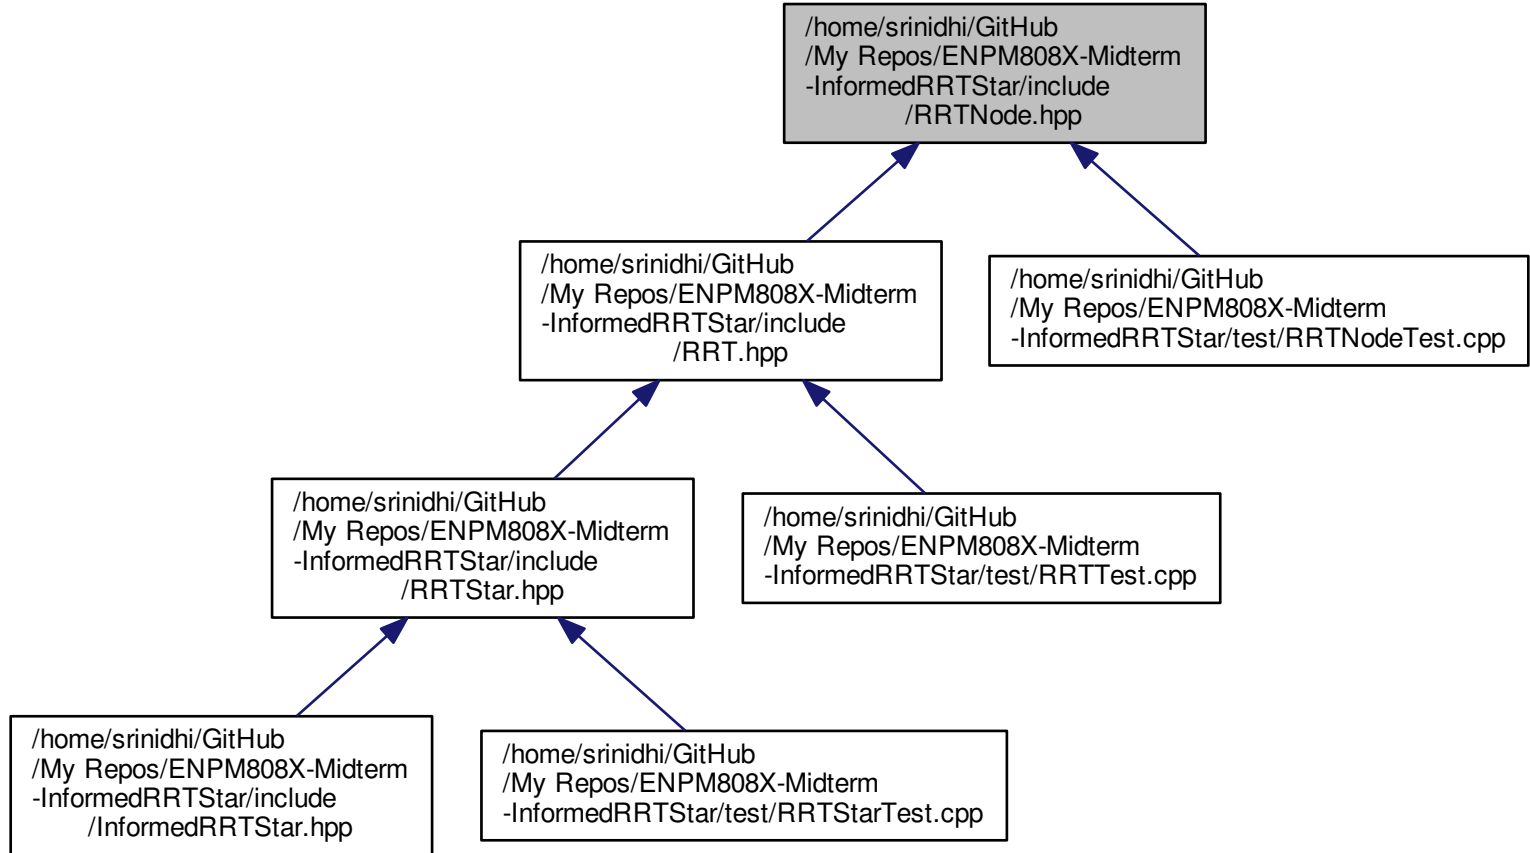 /home/srinidhi/GitHub
/My Repos/ENPM808X-Midterm
-InformedRRTStar/include
/RRTNode.hpp
/home/srinidhi/GitHub
/My Repos/ENPM808X-Midterm
-InformedRRTStar/include
/RRT.hpp
/home/srinidhi/GitHub
/My Repos/ENPM808X-Midterm
-InformedRRTStar/test/RRTNodeTest.cpp
/home/srinidhi/GitHub
/My Repos/ENPM808X-Midterm
-InformedRRTStar/include
/RRTStar.hpp
/home/srinidhi/GitHub
/My Repos/ENPM808X-Midterm
-InformedRRTStar/test/RRTTest.cpp
/home/srinidhi/GitHub
/My Repos/ENPM808X-Midterm
-InformedRRTStar/include
/InformedRRTStar.hpp
/home/srinidhi/GitHub
/My Repos/ENPM808X-Midterm
-InformedRRTStar/test/RRTStarTest.cpp